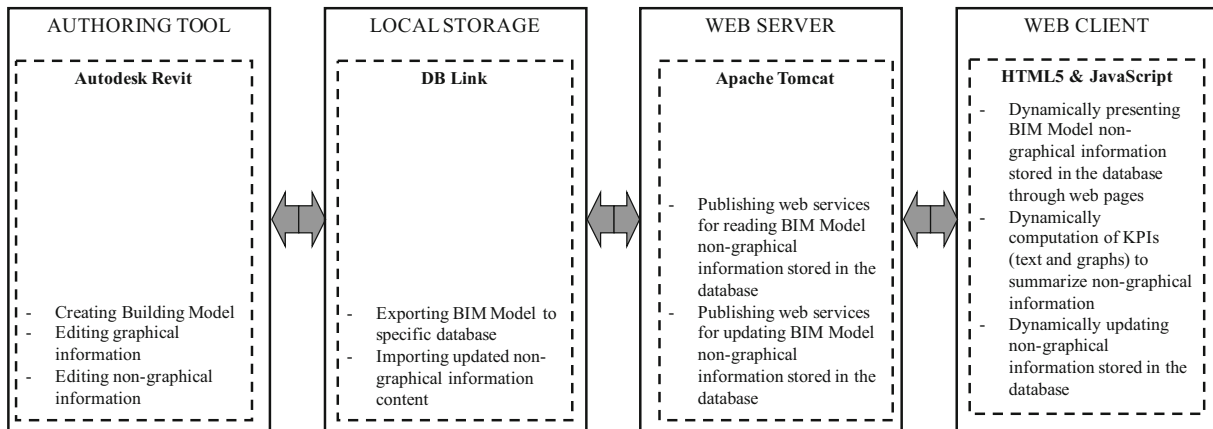 AUTHORING TOOL
Autodesk Revit
- Creating Building Model
- Editing graphical
information
- Editing non-graphical
information
LOCAL STORAGE
DB Link
- Exporting BIM Model to
specific database
- Importing updated non-
graphical information
content
WEB SERVER
Apache Tomcat
- Publishing web services
for reading BIM Model
non-graphical
information stored in the
database
- Publishing web services
for updating BIM Model
non-graphical
information stored in the
database
WEB CLIENT
HTML5 & JavaScript
- Dynamically presenting
BIM Model non-
graphical information
stored in the database
through web pages
- Dynamically
computation of KPIs
(text and graphs) to
summarize non-graphical
information
- Dynamically updating
non-graphical
information stored in the
database